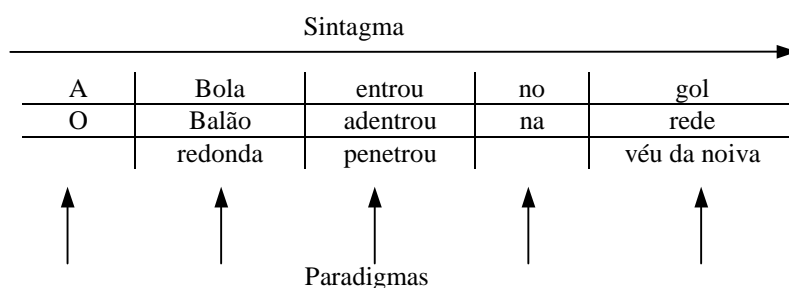 Sintagma
A Bola entrou no gol
O Balão adentrou na rede
redonda penetrou véu da noiva
Paradigmas